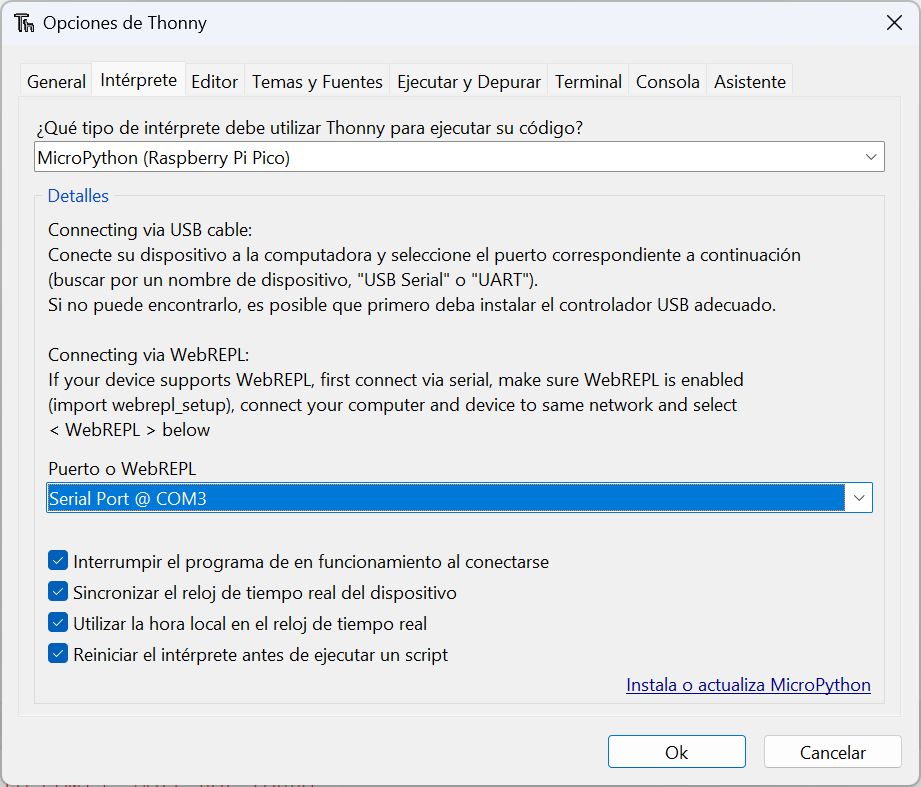 Opciones de Thonny
General Intérprete Editor Temas y Fuentes Ejecutar y Depurar Terminal Consola Asistente
¿Qué tipo de intérprete debe utilizar Thonny para ejecutar su código?
MicroPython (Raspberry Pi Pico)
Detalles
Connecting via USB cable:
Conecte su dispositivo a la computadora y seleccione el puerto correspondiente a continuación
(buscar por un nombre de dispositivo, "USB Serial" o "UART").
Si no puede encontrarlo, es posible que primero deba instalar el controlador USB adecuado.
Connecting via WebREPL:
If your device supports WebREPL, first connect via serial, make sure WebREPL is enabled
(import webrepl_setup), connect your computer and device to same network and select
< WebREPL > below
Puerto o WebREPL
Serial Port @ COM3
Interrumpir el programa de en funcionamiento al conectarse
Sincronizar el reloj de tiempo real del dispositivo
Utilizar la hora local en el reloj de tiempo real
Reiniciar el intérprete antes de ejecutar un script
Instala o actualiza MicroPython
Ok Cancelar